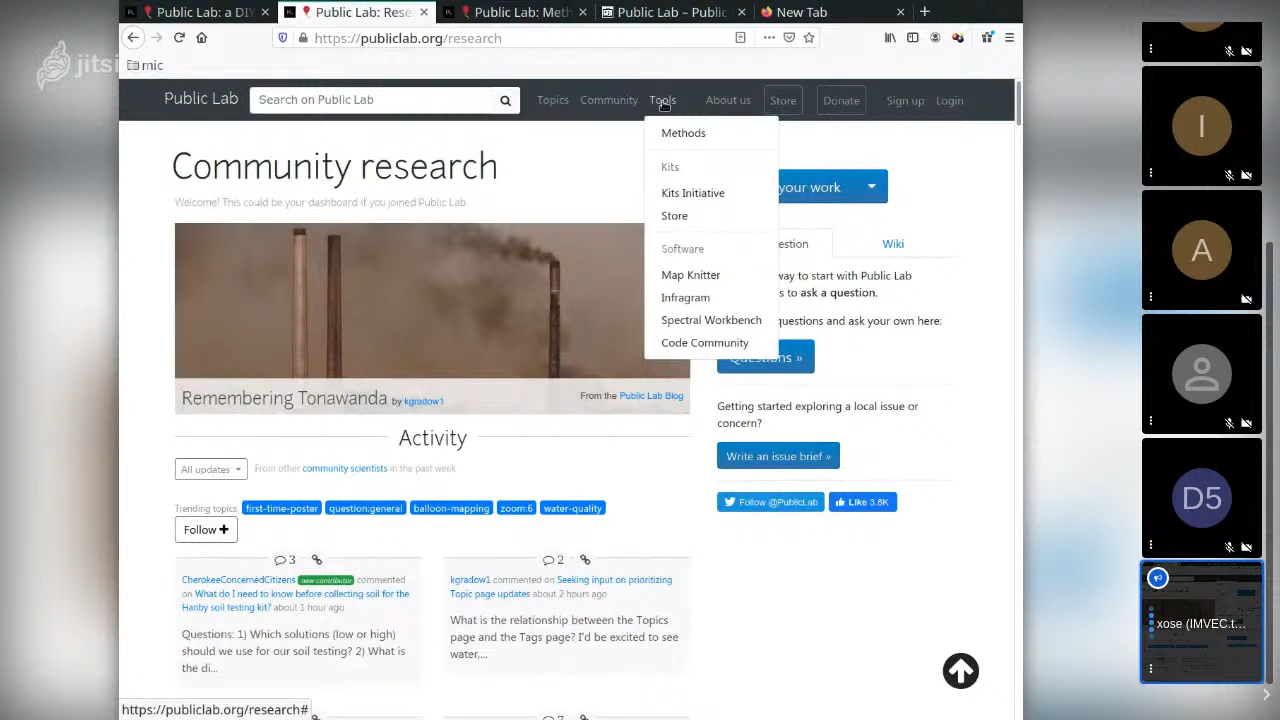 Public Lab: a DIY
Public Lab: Rese
Public Lab: Meth
Public Lab – Public
New Tab
https://publiclab.org/research
jitsi
mic
Public Lab
Search on Public Lab
Topics
Community
Tools
About us
Store
Donate
Sign up
Login
Methods
Kits
Kits Initiative
Store
Software
Map Knitter
Infragram
Spectral Workbench
Code Community
Community research
Welcome! This could be your dashboard if you joined Public Lab
Remembering Tonawanda by kgradow1
From the Public Lab Blog
Activity
All updates
From other community scientists in the past week
Trending topics: first-time-poster question:general balloon-mapping zoom:6 water-quality
Follow +
3
CherokeeConcernedCitizens new contributor commented
on What do I need to know before collecting soil for the
Hanby soil testing kit? about 1 hour ago
Questions: 1) Which solutions (low or high)
should we use for our soil testing? 2) What is
the di...
2
kgradow1 commented on Seeking input on prioritizing
Topic page updates about 2 hours ago
What is the relationship between the Topics
page and the Tags page? I'd be excited to see
water,...
your work
estion
Wiki
way to start with Public Lab
s to ask a question.
questions and ask your own here:
Questions »
Getting started exploring a local issue or
concern?
Write an issue brief »
Follow @PublicLab
Like 3.8K
https://publiclab.org/research#
I
A
D5
xose (IMVEC.t...